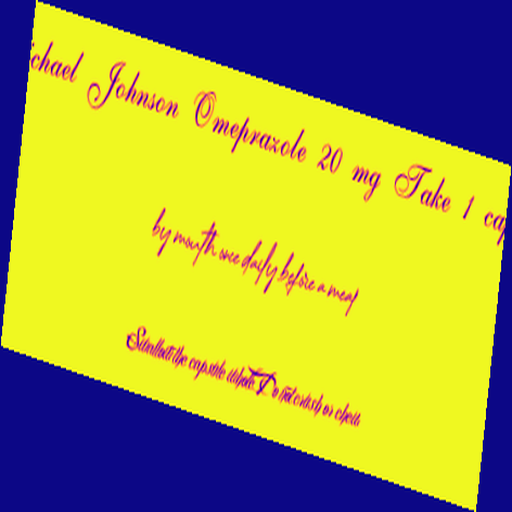 chael Johnson Omeprazole 20 mg Take 1 cap
by mouth once daily before a meal
Swallow the capsule whole. Do not crush or chew